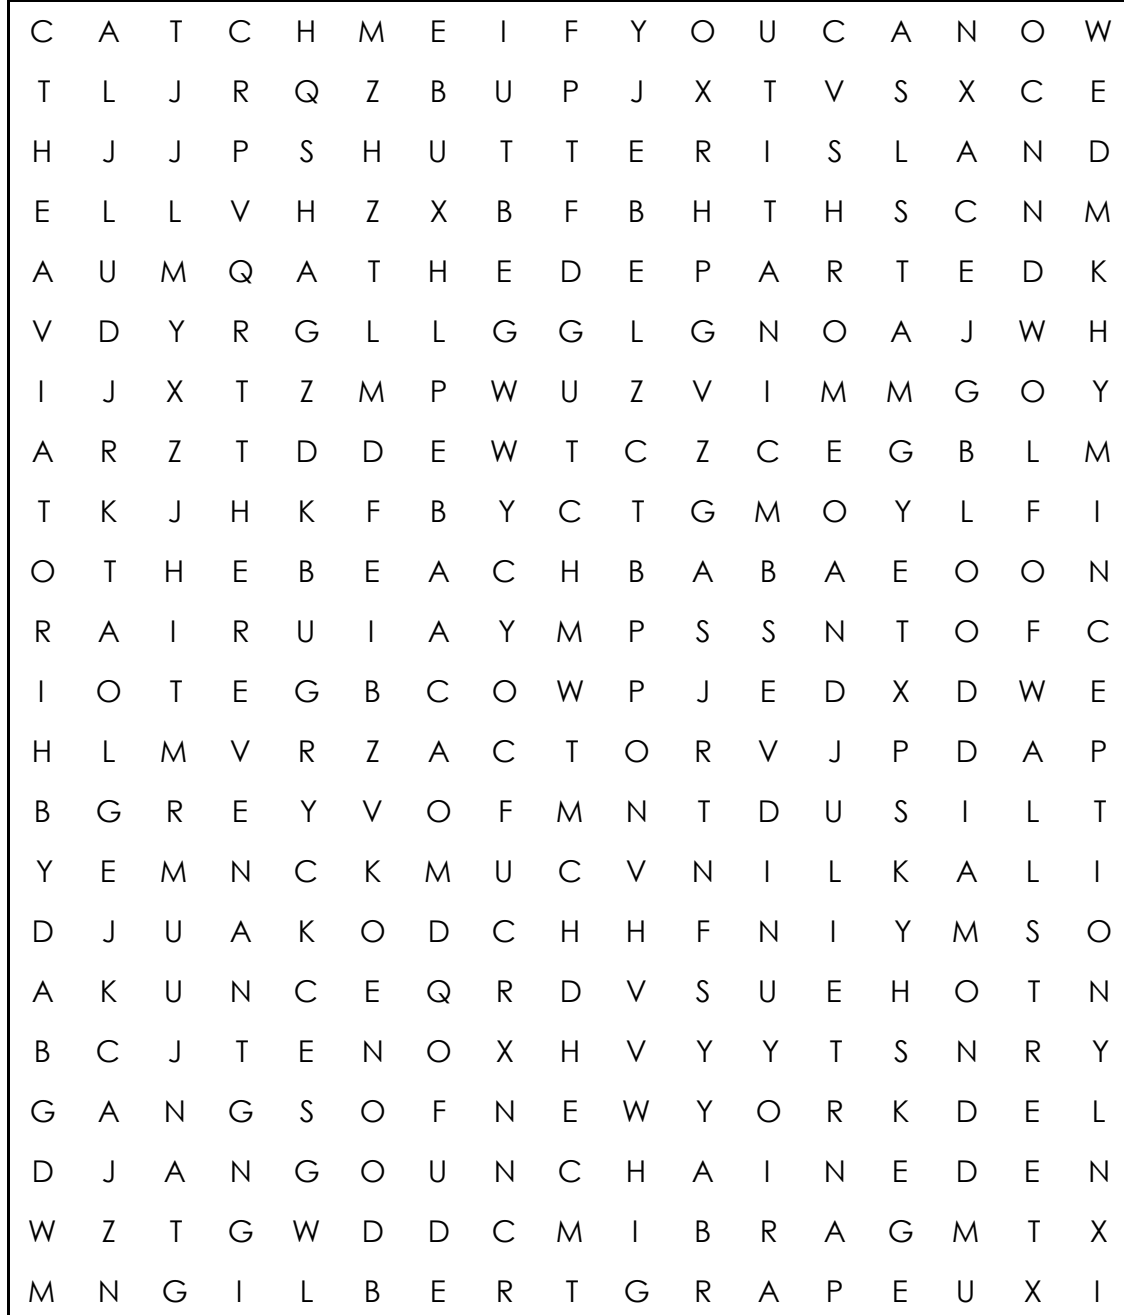 C A T C H M E I F Y O U C A N O W
T L J R Q Z B U P J X T V S X C E
H J J P S H U T T E R I S L A N D
E L L V H Z X B F B H T H S C N M
A U M Q A T H E D E P A R T E D K
V D Y R G L L G G L G N O A J W H
I J X T Z M P W U Z V I M M G O Y
A R Z T D D E W T C Z C E G B L M
T K J H K F B Y C T G M O Y L F I
O T H E B E A C H B A B A E O O N
R A I R U I A Y M P S S N T O F C
I O T E G B C O W P J E D X D W E
H L M V R Z A C T O R V J P D A P
B G R E Y V O F M N T D U S I L T
Y E M N C K M U C V N I L K A L I
D J U A K O D C H H F N I Y M S O
A K U N C E Q R D V S U E H O T N
B C J T E N O X H V Y Y T S N R Y
G A N G S O F N E W Y O R K D E L
D J A N G O U N C H A I N E D E N
W Z T G W D D C M I B R A G M T X
M N G I L B E R T G R A P E U X I